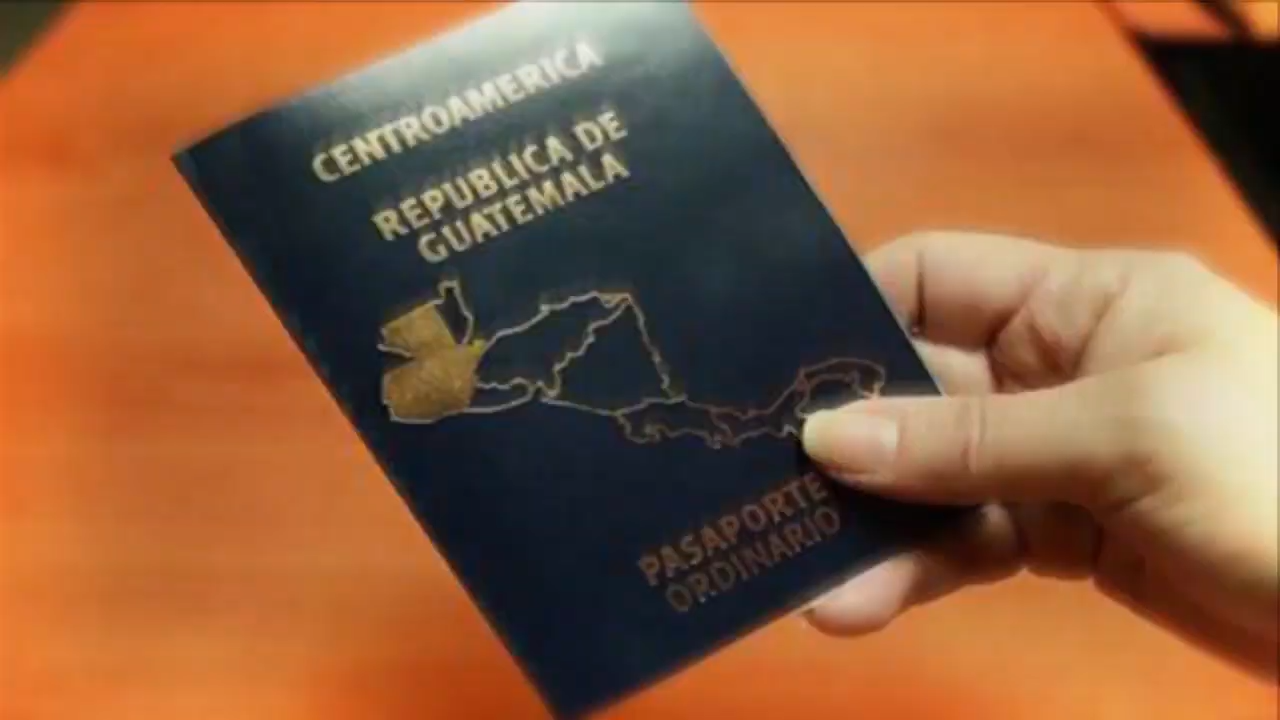 CENTROAMERICA
REPUBLICA DE
GUATEMALA
PASAPORTE
ORDINARIO